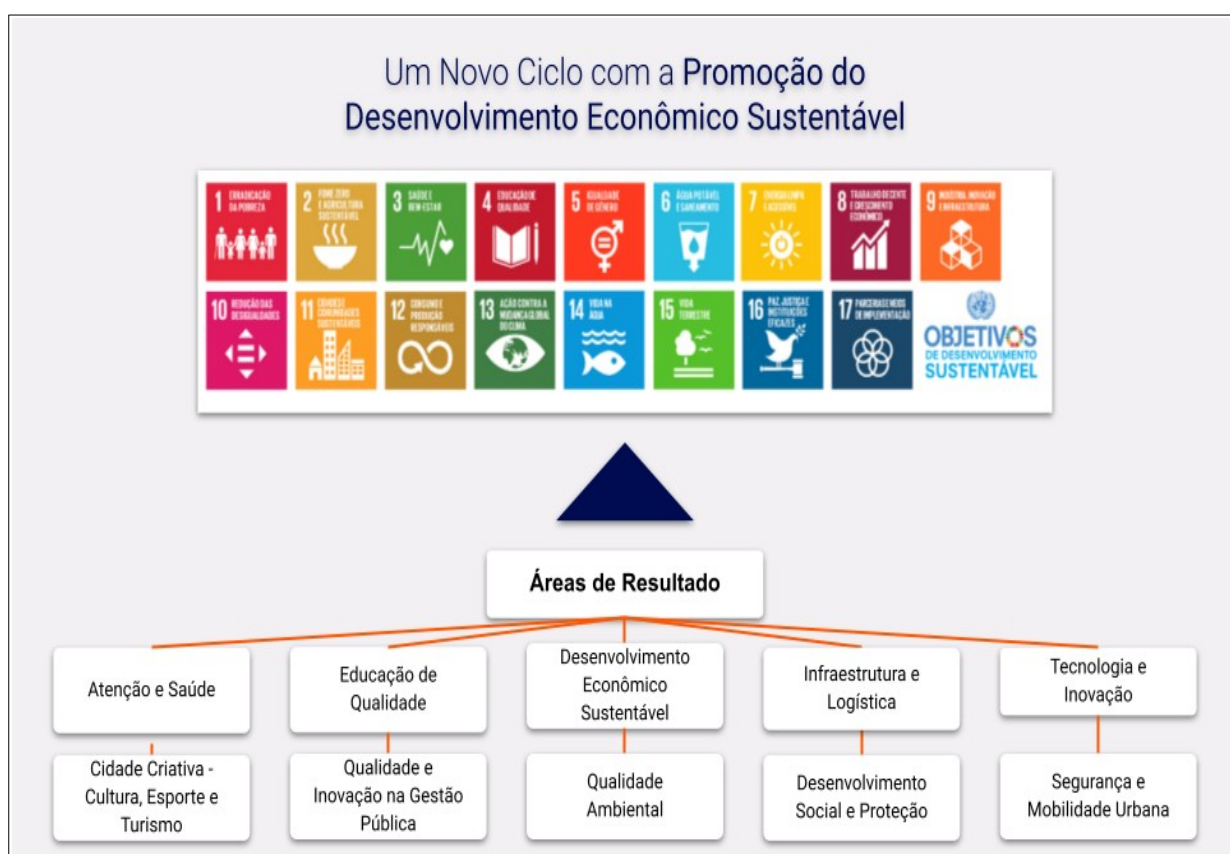 Um Novo Ciclo com a Promoção do
Desenvolvimento Econômico Sustentável
1 ERRADICAÇÃO
DA POBREZA
2 FOME ZERO
E AGRICULTURA
SUSTENTÁVEL
3 SAÚDE E
BEM-ESTAR
4 EDUCAÇÃO DE
QUALIDADE
5 IGUALDADE
DE GÊNERO
6 ÁGUA POTÁVEL
E SANEAMENTO
7 ENERGIA LIMPA
E ACESSÍVEL
8 TRABALHO DECENTE
E CRESCIMENTO
ECONÔMICO
9 INDÚSTRIA, INOVAÇÃO
E INFRAESTRUTURA
10 REDUÇÃO DAS
DESIGUALDADES
11 CIDADES E
COMUNIDADES
SUSTENTÁVEIS
12 CONSUMO E
PRODUÇÃO
RESPONSÁVEIS
13 AÇÃO CONTRA A
MUDANÇA GLOBAL
DO CLIMA
14 VIDA NA
ÁGUA
15 VIDA
TERRESTRE
16 PAZ, JUSTIÇA E
INSTITUIÇÕES
EFICAZES
17 PARCERIAS E MEIOS
DE IMPLEMENTAÇÃO
OBJETIVOS
DE DESENVOLVIMENTO
SUSTENTÁVEL
Áreas de Resultado
Atenção e Saúde
Educação de
Qualidade
Desenvolvimento
Econômico
Sustentável
Infraestrutura e
Logística
Tecnologia e
Inovação
Cidade Criativa -
Cultura, Esporte e
Turismo
Qualidade e
Inovação na Gestão
Pública
Qualidade
Ambiental
Desenvolvimento
Social e Proteção
Segurança e
Mobilidade Urbana